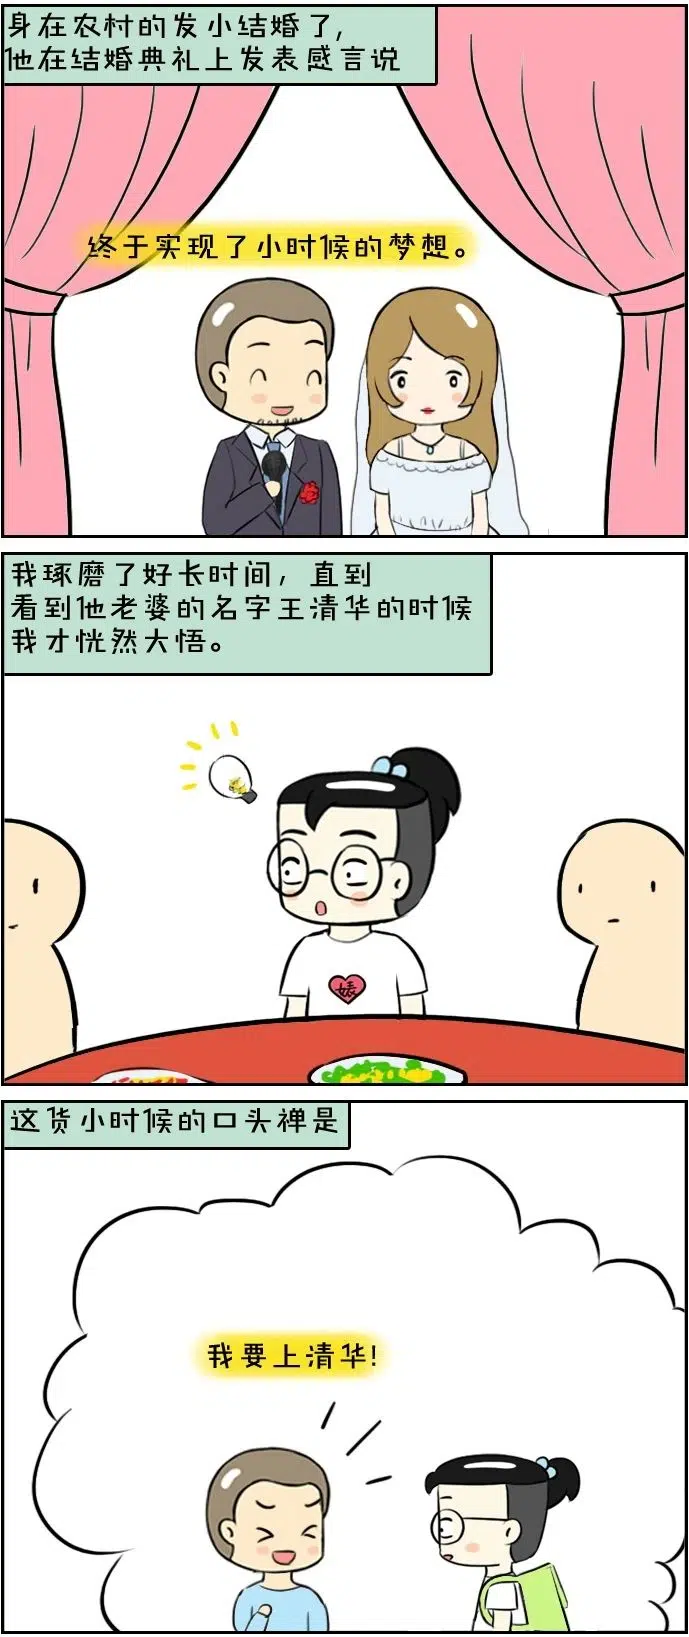 身在农村的发小结婚了，
他在结婚典礼上发表感言说
终于实现了小时候的梦想。
我琢磨了好长时间，直到
看到他老婆的名字王清华的时候
我才恍然大悟。
婊
这货小时候的口头禅是
我要上清华!